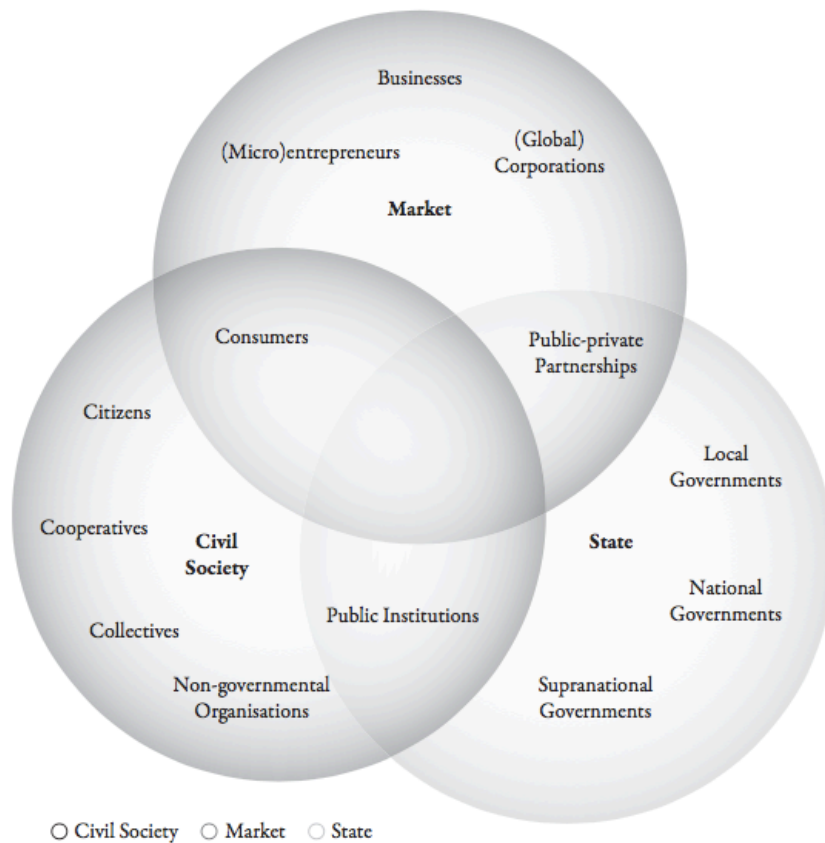 Businesses
(Micro)entrepreneurs
(Global)
Corporations
Market
Consumers
Public-private
Partnerships
Citizens
Local
Governments
Cooperatives
Civil
Society
State
National
Governments
Collectives
Public Institutions
Non-governmental
Organisations
Supranational
Governments
Civil Society Market State